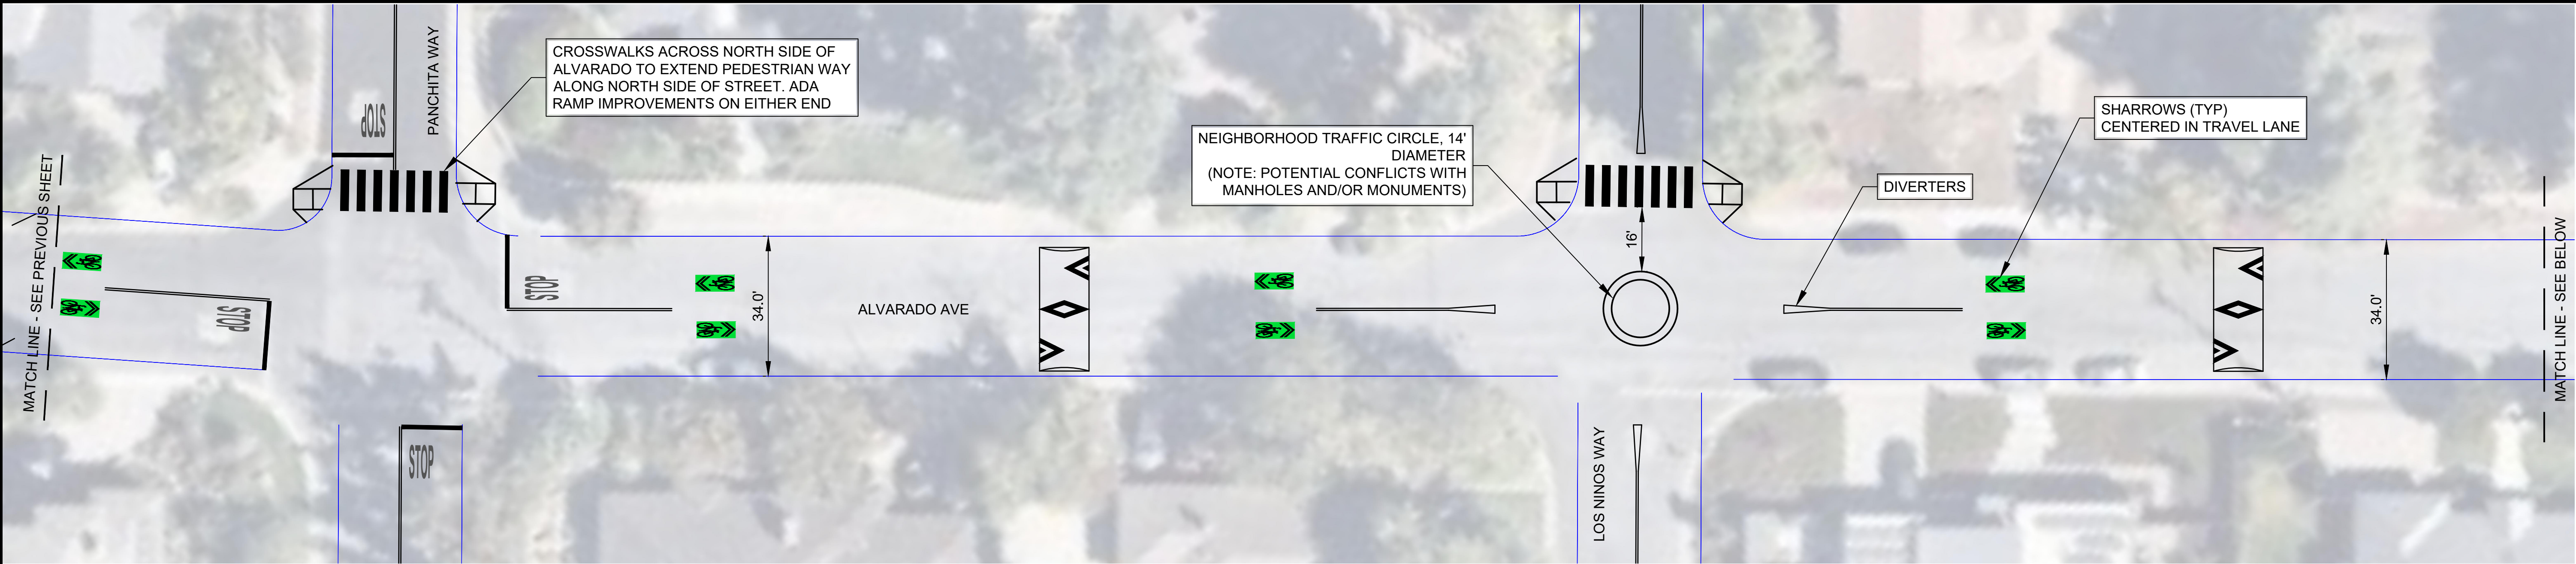 MATCH LINE - SEE PREVIOUS SHEET
STOP
STOP
PANCHITA WAY
CROSSWALKS ACROSS NORTH SIDE OF
ALVARADO TO EXTEND PEDESTRIAN WAY
ALONG NORTH SIDE OF STREET. ADA
RAMP IMPROVEMENTS ON EITHER END
STOP
STOP
34.0'
ALVARADO AVE
NEIGHBORHOOD TRAFFIC CIRCLE, 14'
DIAMETER
(NOTE: POTENTIAL CONFLICTS WITH
MANHOLES AND/OR MONUMENTS)
16'
LOS NINOS WAY
DIVERTERS
SHARROWS (TYP)
CENTERED IN TRAVEL LANE
34.0'
MATCH LINE - SEE BELOW